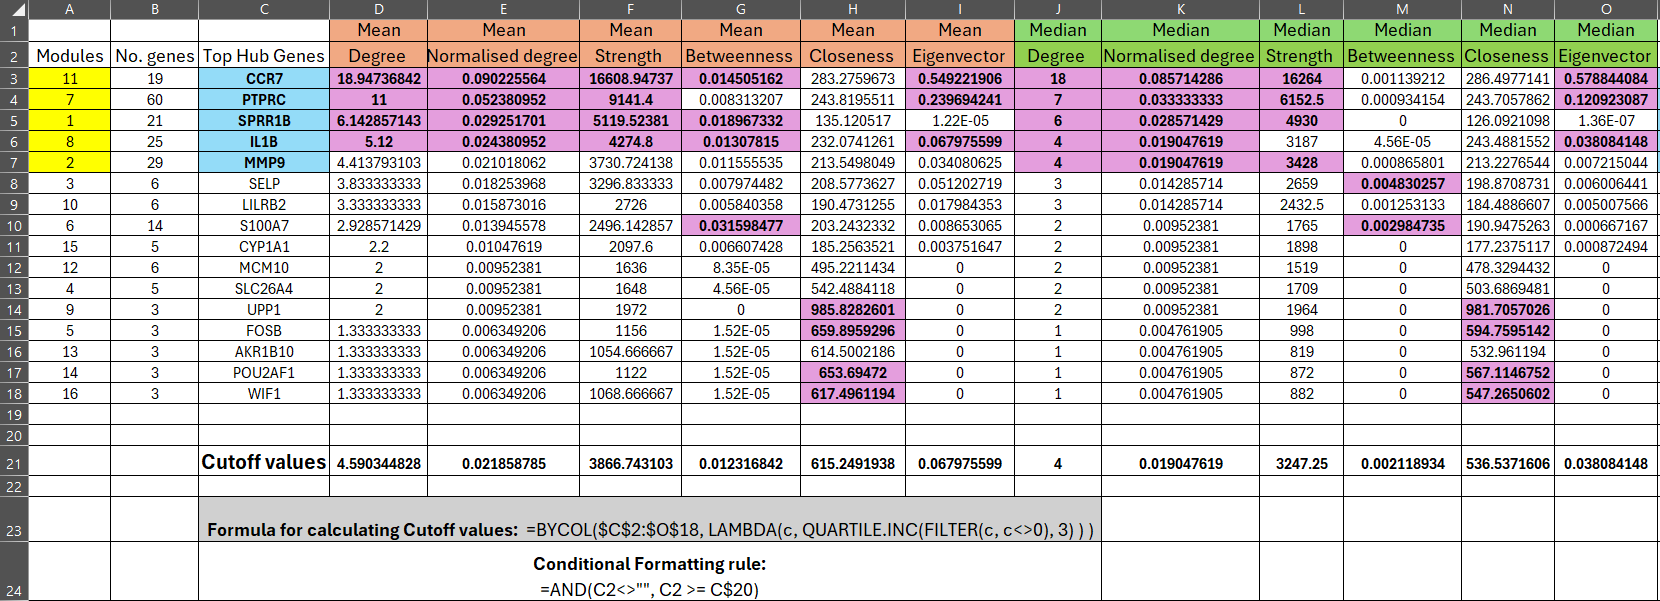 A B C D E F G H I J K L M N O
1 Mean Mean Mean Mean Mean Mean Median Median Median Median Median Median
2 Modules No. genes Top Hub Genes Degree Normalised degree Strength Betweenness Closeness Eigenvector Degree Normalised degree Strength Betweenness Closeness Eigenvector
3 11 19 CCR7 18.94736842 0.090225564 16608.94737 0.014505162 283.2759673 0.549221906 18 0.085714286 16264 0.001139212 286.4977141 0.578844084
4 7 60 PTPRC 11 0.052380952 9141.4 0.008313207 243.8195511 0.239694241 7 0.033333333 6152.5 0.000934154 243.7057862 0.120923087
5 1 21 SPRR1B 6.142857143 0.029251701 5119.52381 0.018967332 135.120517 1.22E-05 6 0.028571429 4930 0 126.0921098 1.36E-07
6 8 25 IL1B 5.12 0.024380952 4274.8 0.01307815 232.0741261 0.067975599 4 0.019047619 3187 4.56E-05 243.4881552 0.038084148
7 2 29 MMP9 4.413793103 0.021018062 3730.724138 0.011555535 213.5498049 0.034080625 4 0.019047619 3428 0.000865801 213.2276544 0.007215044
8 3 6 SELP 3.833333333 0.018253968 3296.833333 0.007974482 208.5773627 0.051202719 3 0.014285714 2659 0.004830257 198.8708731 0.006006441
9 10 6 LILRB2 3.333333333 0.015873016 2726 0.005840358 190.4731255 0.017984353 3 0.014285714 2432.5 0.001253133 184.4886607 0.005007566
10 6 14 S100A7 2.928571429 0.013945578 2496.142857 0.031598477 203.2432332 0.008653065 2 0.00952381 1765 0.002984735 190.9475263 0.000667167
11 15 5 CYP1A1 2.2 0.01047619 2097.6 0.006607428 185.2563521 0.003751647 2 0.00952381 1898 0 177.2375117 0.000872494
12 12 6 MCM10 2 0.00952381 1636 8.35E-05 495.2211434 0 2 0.00952381 1519 0 478.3294432 0
13 4 5 SLC26A4 2 0.00952381 1648 4.56E-05 542.4884118 0 2 0.00952381 1709 0 503.6869481 0
14 9 3 UPP1 2 0.00952381 1972 0 985.8282601 0 2 0.00952381 1964 0 981.7057026 0
15 5 3 FOSB 1.333333333 0.006349206 1156 1.52E-05 659.8959296 0 1 0.004761905 998 0 594.7595142 0
16 13 3 AKR1B10 1.333333333 0.006349206 1054.666667 1.52E-05 614.5002186 0 1 0.004761905 819 0 532.961194 0
17 14 3 POU2AF1 1.333333333 0.006349206 1122 1.52E-05 653.69472 0 1 0.004761905 872 0 567.1146752 0
18 16 3 WIF1 1.333333333 0.006349206 1068.666667 1.52E-05 617.4961194 0 1 0.004761905 882 0 547.2650602 0
19
20
21 Cutoff values 4.590344828 0.021858785 3866.743103 0.012316842 615.2491938 0.067975599 4 0.019047619 3247.25 0.002118934 536.5371606 0.038084148
22
23 Formula for calculating Cutoff values: =BYCOL($C$2:$O$18, LAMBDA(c, QUARTILE.INC(FILTER(c, c<>0), 3) ) )
Conditional Formatting rule:
24 =AND(C2<>"", C2 >= C$20)